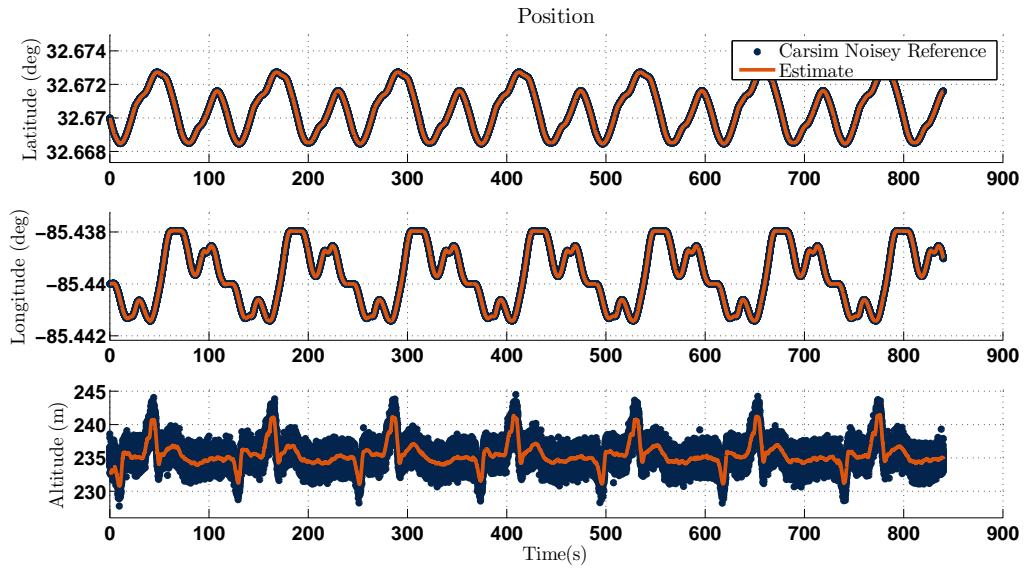 Position
Latitude (deg)
32.674
32.672
32.67
32.668
Carsim Noisey Reference
Estimate
0 100 200 300 400 500 600 700 800 900
Longitude (deg)
−85.438
−85.44
−85.442
0 100 200 300 400 500 600 700 800 900
Altitude (m)
245
240
235
230
0 100 200 300 400 500 600 700 800 900
Time(s)